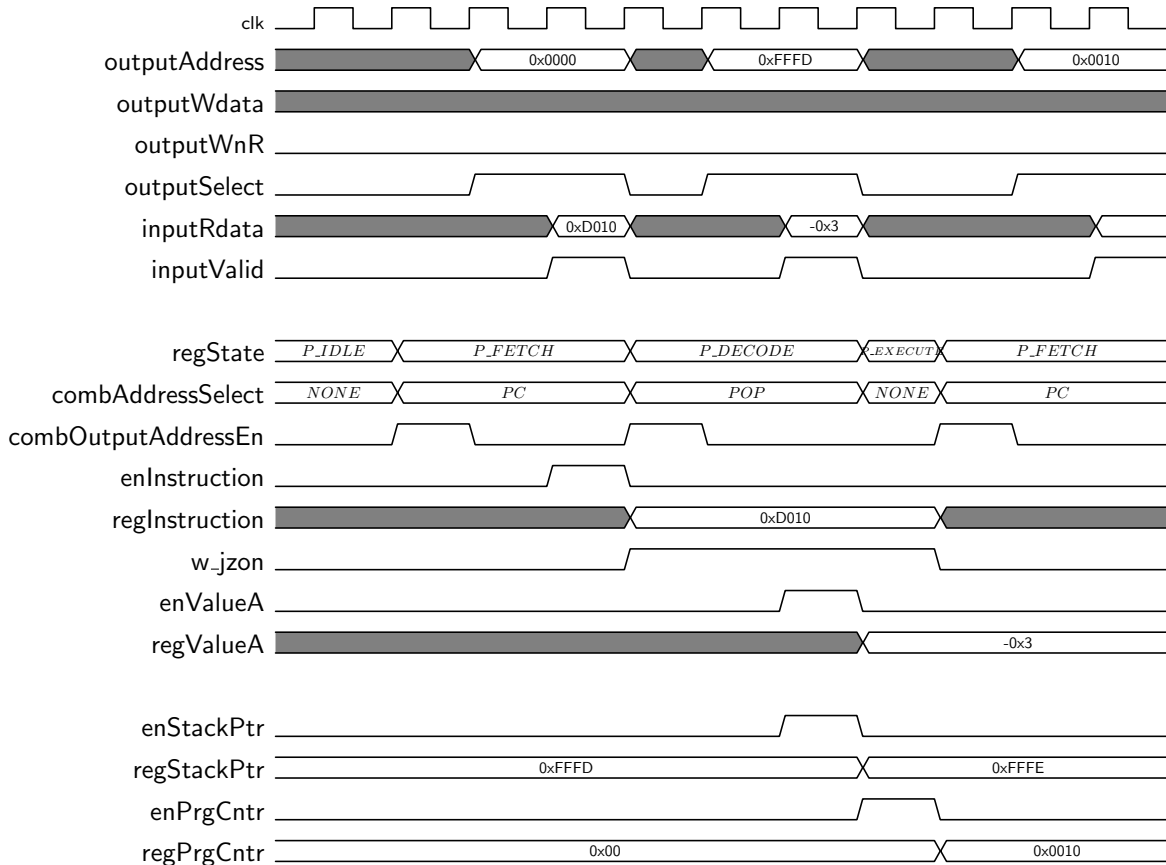 clk
outputAddress 0x0000 0xFFFD 0x0010
outputWdata
outputWnR
outputSelect
inputRdata 0xD010 -0x3
inputValid
regState P_IDLE P_FETCH P_DECODE P_EXECUTE P_FETCH
combAddressSelect NONE PC POP NONE PC
combOutputAddressEn
enInstruction
regInstruction 0xD010
w_jzon
enValueA
regValueA -0x3
enStackPtr
regStackPtr 0xFFFD 0xFFFE
enPrgCntr
regPrgCntr 0x00 0x0010